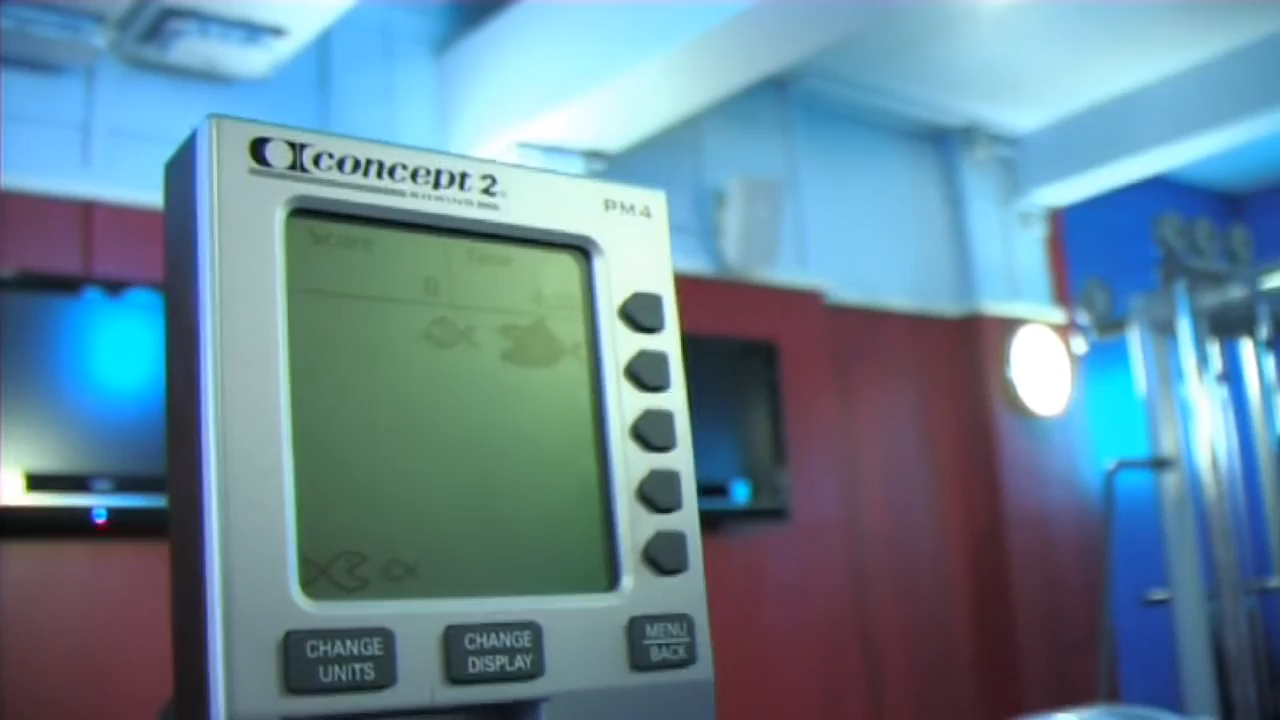 concept 2
PM4
Score
Time
0
CHANGE
UNITS
CHANGE
DISPLAY
MENU
BACK